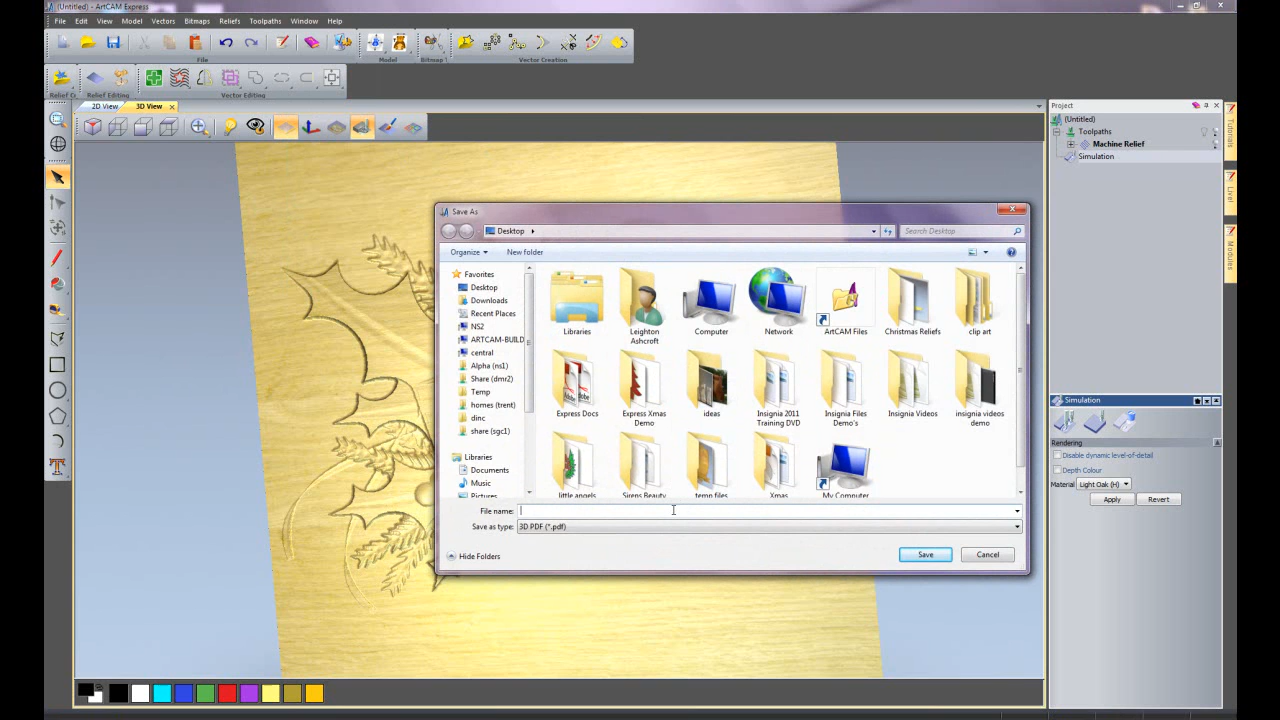 (Untitled) - ArtCAM Express
File Edit View Model Vectors Bitmaps Reliefs Toolpaths Window Help
File Model Bitmap Vector Creation
Relief Cr Relief Editing Vector Editing
2D View 3D View
Project
(Untitled)
Toolpaths
Machine Relief
Simulation
Tutorials
Live!
Modules
Save As
Desktop
Search Desktop
Organize New folder
Favorites
Desktop
Downloads
Recent Places
NS2
ARTCAM-BUILD
central
Alpha (ns1)
Share (dmr2)
Temp
homes (trent)
dinc
share (sgc1)
Libraries
Documents
Music
Pictures
Libraries
Leighton Ashcroft
Computer
Network
ArtCAM Files
Christmas Reliefs
clip art
Express Docs
Express Xmas Demo
ideas
Insignia 2011 Training DVD
Insignia Files Demo's
Insignia Videos
insignia videos demo
little angels
Sirens Beauty
temp files
Xmas
My Computer
File name:
Save as type: 3D PDF (*.pdf)
Hide Folders
Save Cancel
Simulation
Rendering
Disable dynamic level-of-detail
Depth Colour
Material Light Oak (H)
Apply Revert